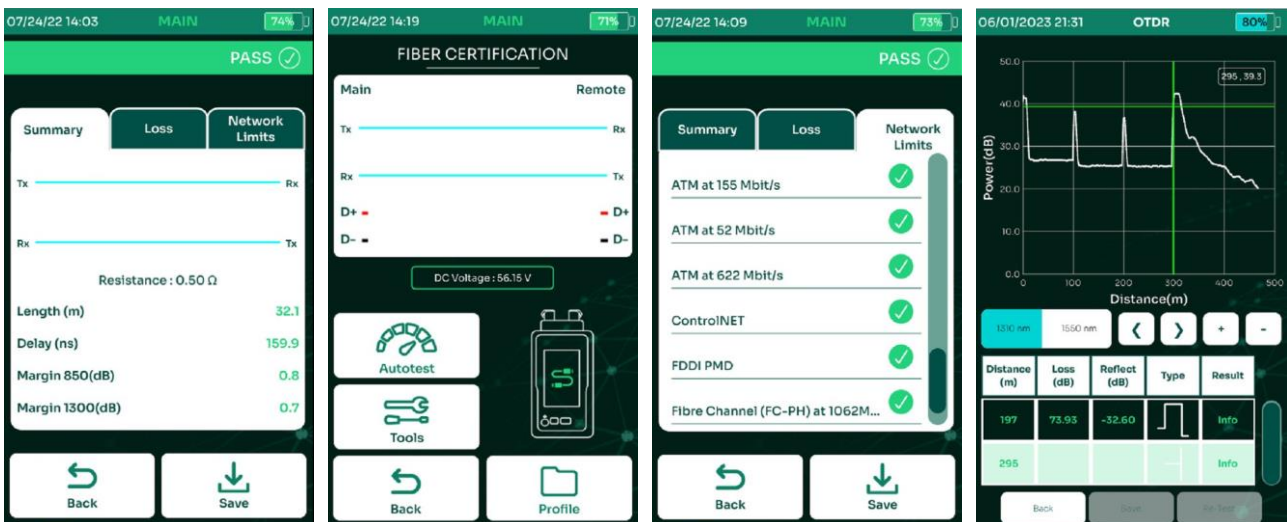 07/24/22 14:03 MAIN 74%
PASS
Summary Loss Network Limits
Tx Rx
Rx Tx
Resistance : 0.50 Ω
Length (m) 32.1
Delay (ns) 159.9
Margin 850(dB) 0.8
Margin 1300(dB) 0.7
Back Save
07/24/22 14:19 MAIN 71%
FIBER CERTIFICATION
Main Remote
Tx Rx
Rx Tx
D+ - - D+
D- - - D-
DC Voltage : 56.15 V
Autotest
Tools
Back Profile
07/24/22 14:09 MAIN 73%
PASS
Summary Loss Network Limits
ATM at 155 Mbit/s
ATM at 52 Mbit/s
ATM at 622 Mbit/s
ControlNET
FDDI PMD
Fibre Channel (FC-PH) at 1062M...
Back Save
06/01/2023 21:31 OTDR 80%
295 , 39.3
Power(dB)
50.0
40.0
30.0
20.0
10.0
0.0
0 100 200 300 400 500
Distance(m)
1310 nm 1550 nm < > + -
Distance (m) Loss (dB) Reflect (dB) Type Result
197 73.93 -32.60 Info
295 Info
Back Save Re-Test